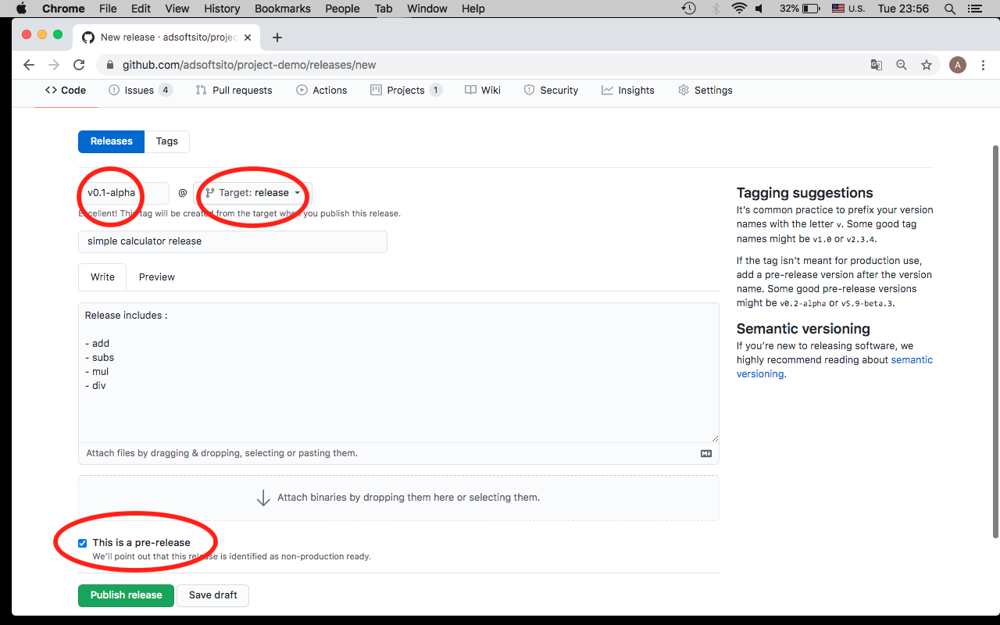 Chrome File Edit View History Bookmarks People Tab Window Help 32% U.S. Tue 23:56
New release · adsoftsito/projec
github.com/adsoftsito/project-demo/releases/new A
<> Code Issues 4 Pull requests Actions Projects 1 Wiki Security Insights Settings
Releases Tags
v0.1-alpha @ Target: release
Excellent! This tag will be created from the target when you publish this release.
simple calculator release
Write Preview
Release includes :
- add
- subs
- mul
- div
Attach files by dragging & dropping, selecting or pasting them.
Attach binaries by dropping them here or selecting them.
This is a pre-release
We'll point out that this release is identified as non-production ready.
Publish release Save draft
Tagging suggestions
It's common practice to prefix your version
names with the letter v. Some good tag
names might be v1.0 or v2.3.4.
If the tag isn't meant for production use,
add a pre-release version after the version
name. Some good pre-release versions
might be v0.2-alpha or v5.9-beta.3.
Semantic versioning
If you're new to releasing software, we
highly recommend reading about semantic
versioning.